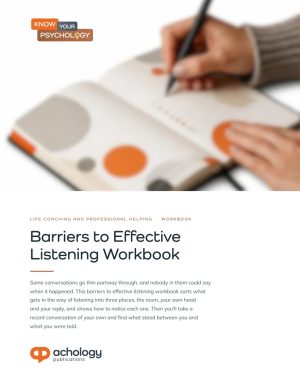 KNOW YOUR
PSYCHOLOGY
LIFE COACHING AND PROFESSIONAL HELPING · WORKBOOK
Barriers to Effective
Listening Workbook
Some conversations go thin partway through, and nobody in them could say
when it happened. This barriers to effective listening workbook sorts what
gets in the way of listening into three places, the room, your own head
and your reply, and shows how to notice each one. Then you'll take a
recent conversation of your own and find what stood between you and
what you were told.
achology
publications